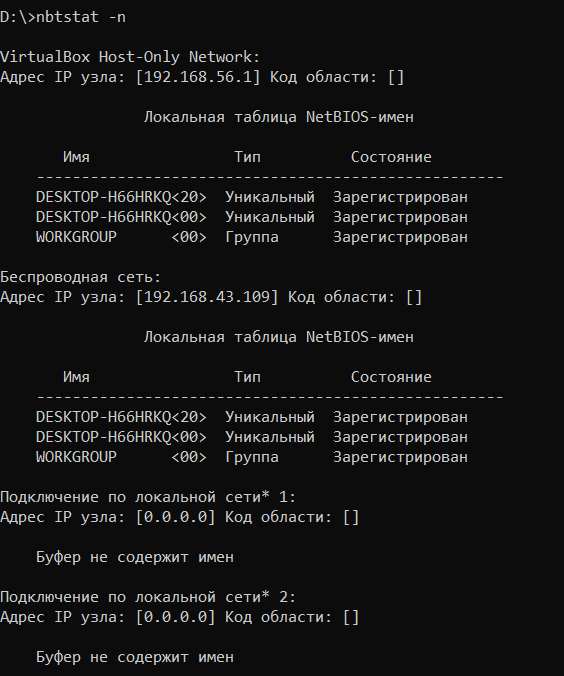 D:\>nbtstat -n
VirtualBox Host-Only Network:
Адрес IP узла: [192.168.56.1] Код области: []
Локальная таблица NetBIOS-имен
Имя Тип Состояние
---------------------------------------------------
DESKTOP-H66HRKQ<20> Уникальный Зарегистрирован
DESKTOP-H66HRKQ<00> Уникальный Зарегистрирован
WORKGROUP <00> Группа Зарегистрирован
Беспроводная сеть:
Адрес IP узла: [192.168.43.109] Код области: []
Локальная таблица NetBIOS-имен
Имя Тип Состояние
---------------------------------------------------
DESKTOP-H66HRKQ<20> Уникальный Зарегистрирован
DESKTOP-H66HRKQ<00> Уникальный Зарегистрирован
WORKGROUP <00> Группа Зарегистрирован
Подключение по локальной сети* 1:
Адрес IP узла: [0.0.0.0] Код области: []
Буфер не содержит имен
Подключение по локальной сети* 2:
Адрес IP узла: [0.0.0.0] Код области: []
Буфер не содержит имен